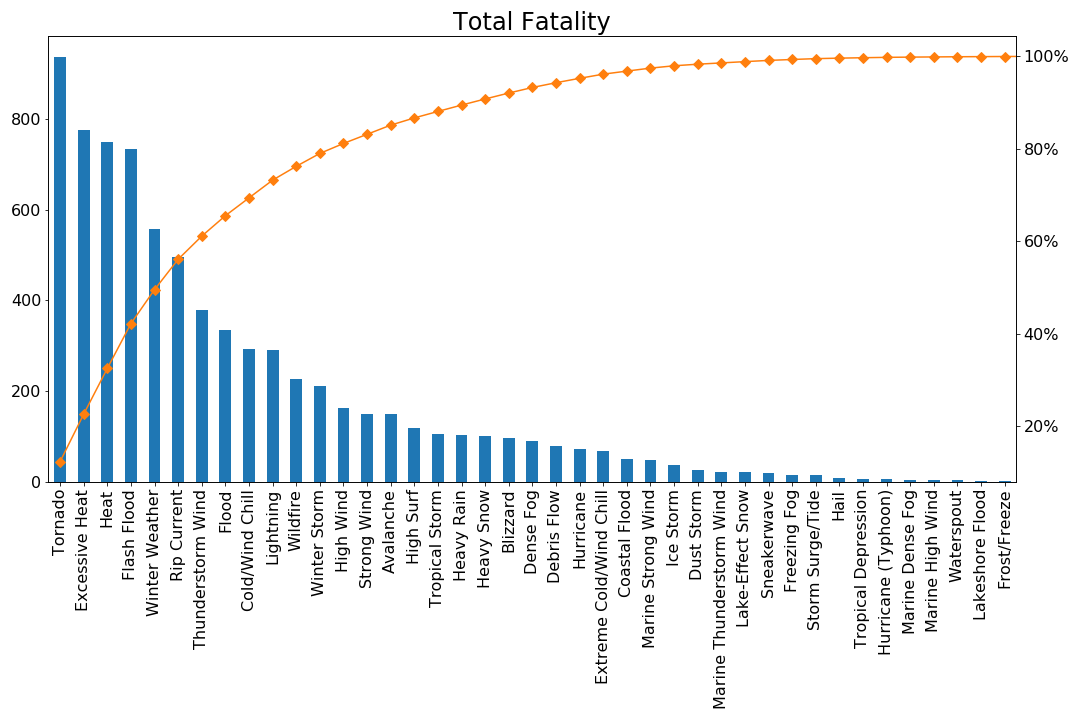 Total Fatality
800
600
400
200
0
100%
80%
60%
40%
20%
Tornado
Excessive Heat
Heat
Flash Flood
Winter Weather
Rip Current
Thunderstorm Wind
Flood
Cold/Wind Chill
Lightning
Wildfire
Winter Storm
High Wind
Strong Wind
Avalanche
High Surf
Tropical Storm
Heavy Rain
Heavy Snow
Blizzard
Dense Fog
Debris Flow
Hurricane
Extreme Cold/Wind Chill
Coastal Flood
Marine Strong Wind
Ice Storm
Dust Storm
Marine Thunderstorm Wind
Lake-Effect Snow
Sneakerwave
Freezing Fog
Storm Surge/Tide
Hail
Tropical Depression
Hurricane (Typhoon)
Marine Dense Fog
Marine High Wind
Waterspout
Lakeshore Flood
Frost/Freeze